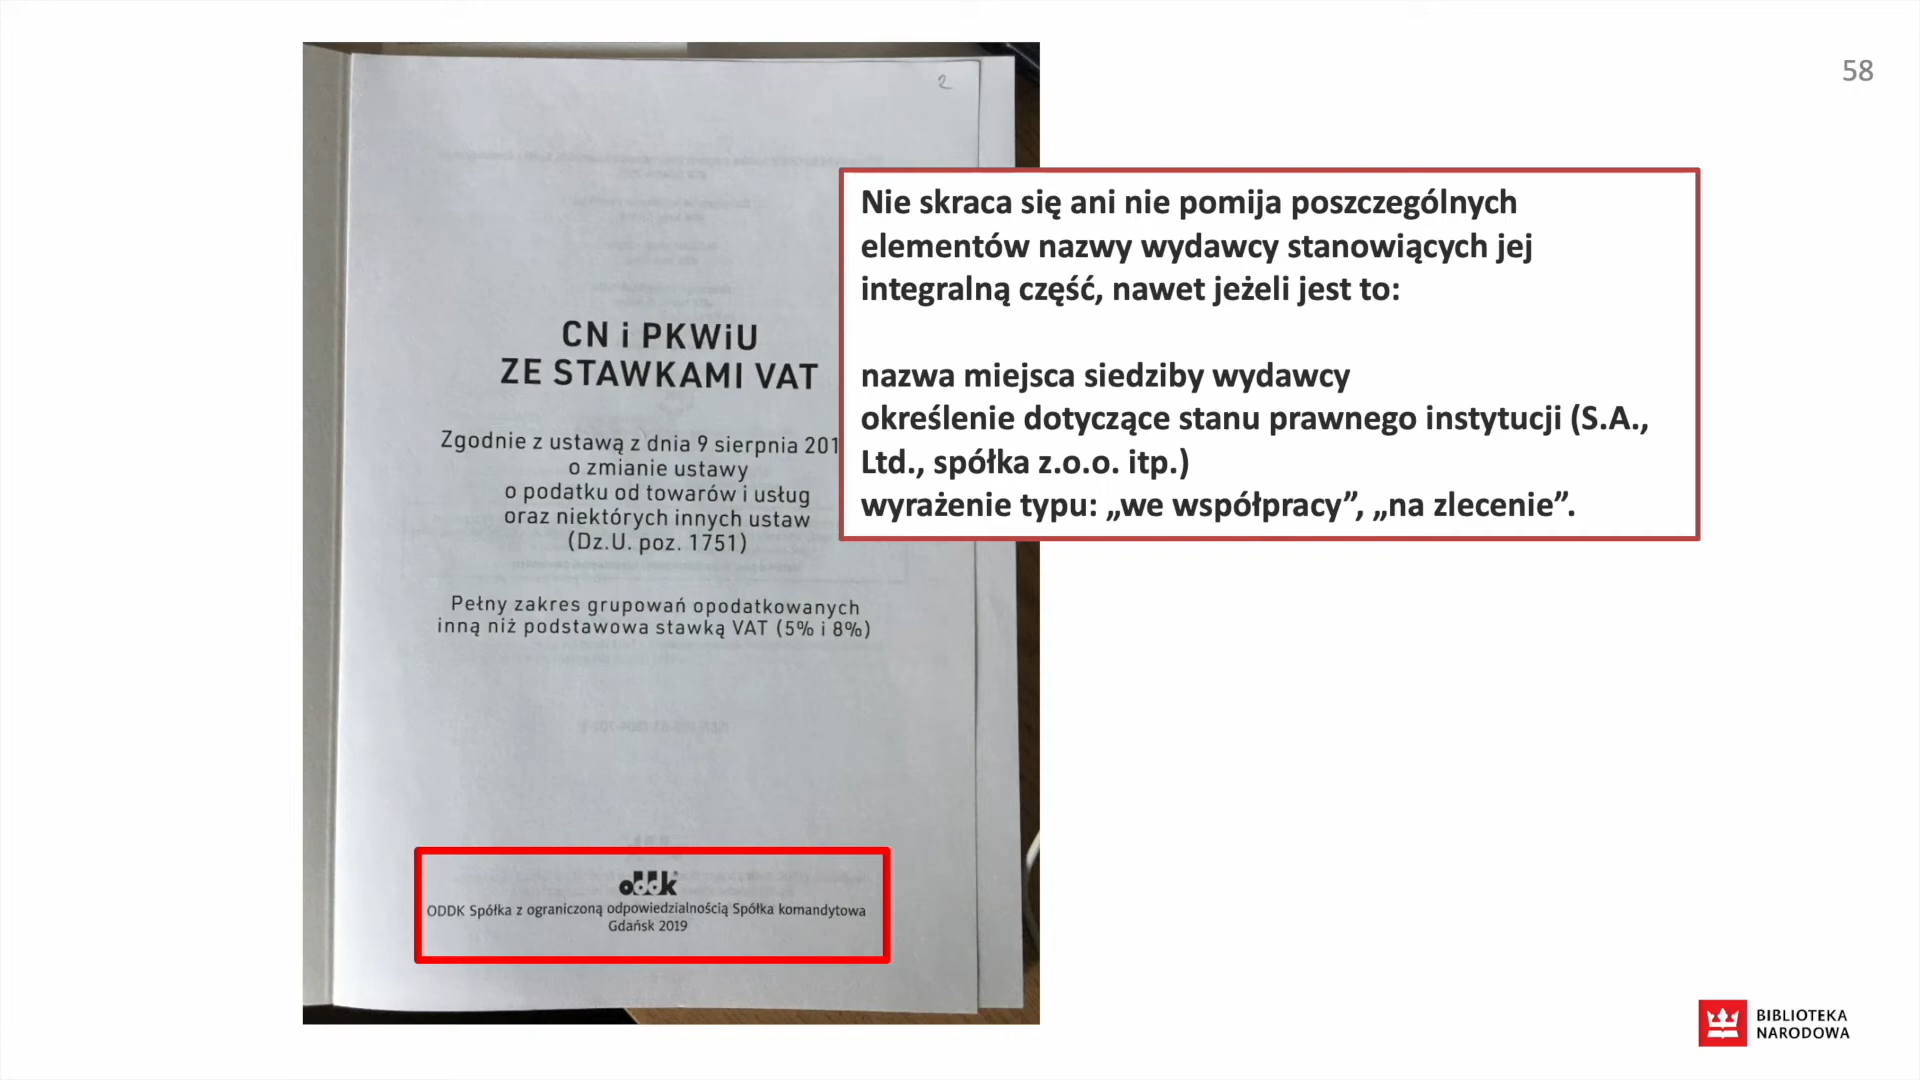 58
2
CN i PKWiU
ZE STAWKAMI VAT
Zgodnie z ustawą z dnia 9 sierpnia 201
o zmianie ustawy
o podatku od towarów i usług
oraz niektórych innych ustaw
(Dz.U. poz. 1751)
Pełny zakres grupowań opodatkowanych
inną niż podstawowa stawką VAT (5% i 8%)
oddk
ODDK Spółka z ograniczoną odpowiedzialnością Spółka komandytowa
Gdańsk 2019
Nie skraca się ani nie pomija poszczególnych
elementów nazwy wydawcy stanowiących jej
integralną część, nawet jeżeli jest to:
nazwa miejsca siedziby wydawcy
określenie dotyczące stanu prawnego instytucji (S.A.,
Ltd., spółka z.o.o. itp.)
wyrażenie typu: „we współpracy”, „na zlecenie”.
BIBLIOTEKA
NARODOWA